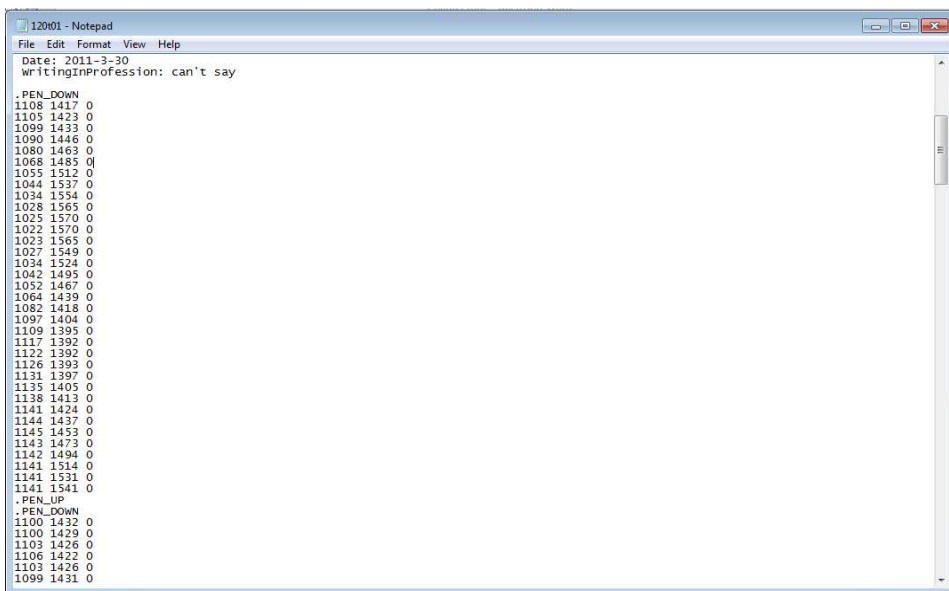 120t01 - Notepad
File Edit Format View Help
Date: 2011-3-30
WritingInProfession: can't say
.PEN_DOWN
1108 1417 0
1105 1423 0
1099 1433 0
1090 1446 0
1080 1463 0
1068 1485 0
1055 1512 0
1044 1537 0
1034 1554 0
1028 1565 0
1025 1570 0
1022 1570 0
1023 1565 0
1027 1549 0
1034 1524 0
1042 1495 0
1052 1467 0
1064 1439 0
1082 1418 0
1097 1404 0
1109 1395 0
1117 1392 0
1122 1392 0
1126 1393 0
1131 1397 0
1135 1405 0
1138 1413 0
1141 1424 0
1144 1437 0
1145 1453 0
1143 1473 0
1142 1494 0
1141 1514 0
1141 1531 0
1141 1541 0
.PEN_UP
.PEN_DOWN
1100 1432 0
1100 1429 0
1103 1426 0
1106 1422 0
1103 1426 0
1099 1431 0